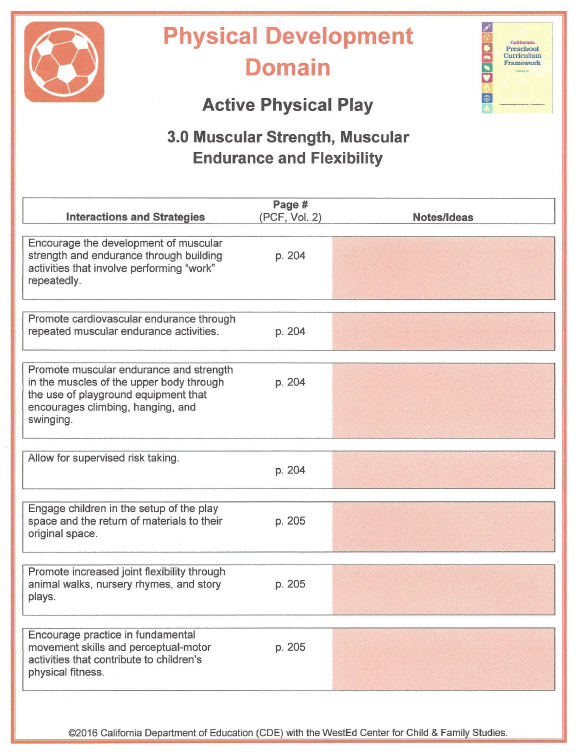 Physical Development
Domain
California
Preschool
Curriculum
Framework
Active Physical Play
3.0 Muscular Strength, Muscular
Endurance and Flexibility
Interactions and Strategies
Page #
(PCF, Vol. 2)
Notes/Ideas
Encourage the development of muscular
strength and endurance through building
activities that involve performing “work”
repeatedly.
p. 204
Promote cardiovascular endurance through
repeated muscular endurance activities.
p. 204
Promote muscular endurance and strength
in the muscles of the upper body through
the use of playground equipment that
encourages climbing, hanging, and
swinging.
p. 204
Allow for supervised risk taking.
p. 204
Engage children in the setup of the play
space and the return of materials to their
original space.
p. 205
Promote increased joint flexibility through
animal walks, nursery rhymes, and story
plays.
p. 205
Encourage practice in fundamental
movement skills and perceptual-motor
activities that contribute to children’s
physical fitness.
p. 205
©2016 California Department of Education (CDE) with the WestEd Center for Child & Family Studies.